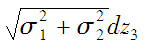 √(σ₁² + σ₂²) dz₃